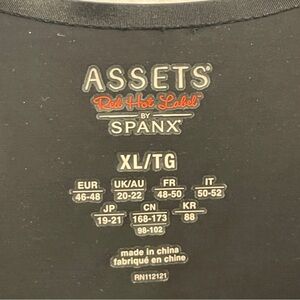 ASSETS®
Red Hot Label™
BY
SPANX®
XL/TG
EUR UK/AU FR IT
46-48 20-22 48-50 50-52
JP CN KR
19-21 168-173 88
98-102
made in china
fabriqué en chine
RN112121